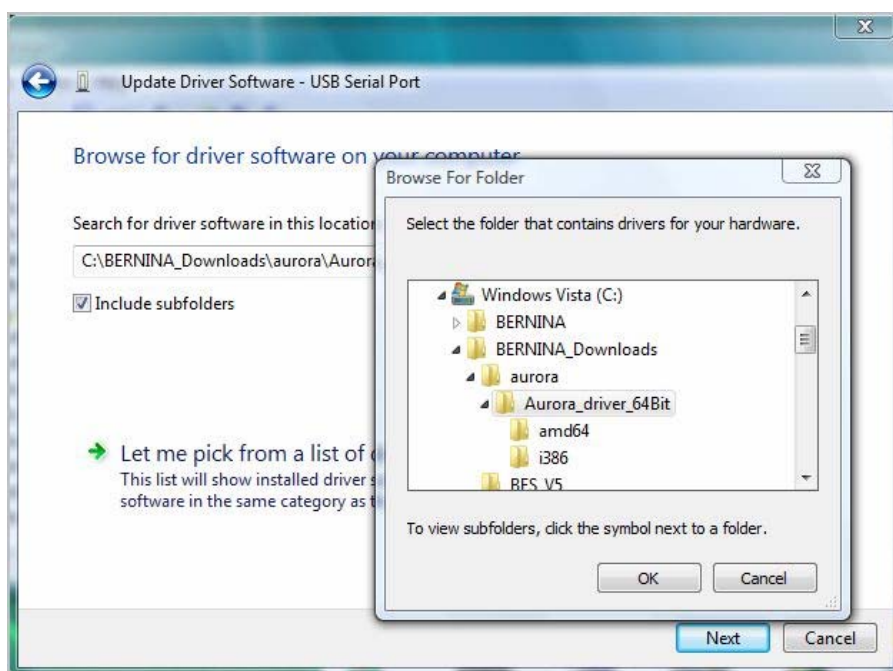 Update Driver Software - USB Serial Port
Browse for driver software on your computer
Search for driver software in this location
C:\BERNINA_Downloads\aurora\Aurora
Include subfolders
Let me pick from a list of
This list will show installed driver
software in the same category as
Browse For Folder
Select the folder that contains drivers for your hardware.
Windows Vista (C:)
BERNINA
BERNINA_Downloads
aurora
Aurora_driver_64Bit
amd64
i386
BES_V5
To view subfolders, click the symbol next to a folder.
OK
Cancel
Next
Cancel